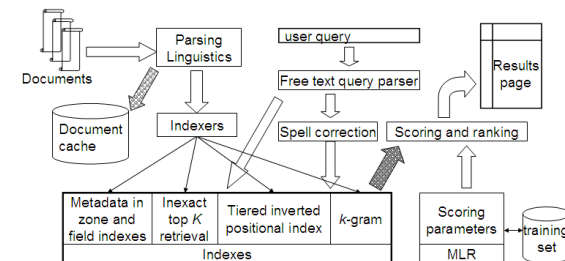 Documents
Parsing
Linguistics
user query
Free text query parser
Results
page
Document
cache
Indexers
Spell correction
Scoring and ranking
Metadata in
zone and
field indexes
Inexact
top K
retrieval
Tiered inverted
positional index
k-gram
Indexes
Scoring
parameters
MLR
training
set